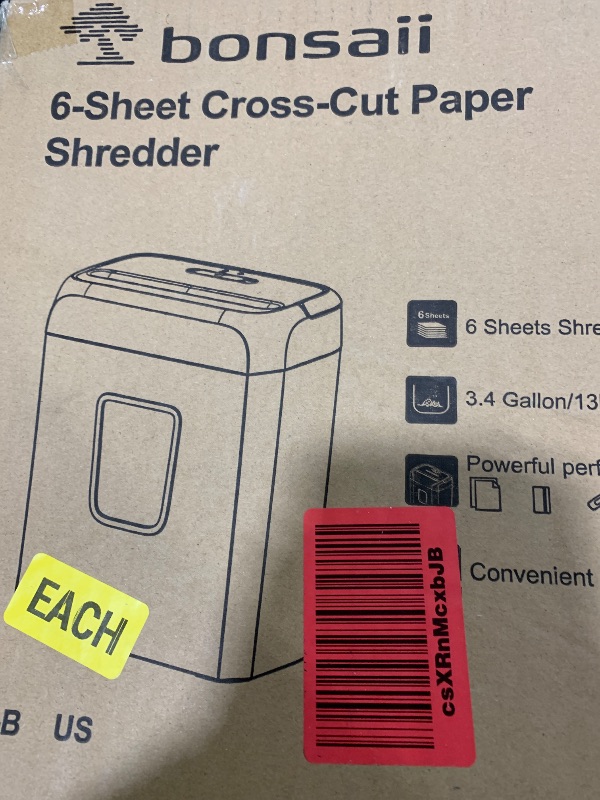 bonsaii
6-Sheet Cross-Cut Paper
Shredder
6 Sheets
6 Sheets Shre
3.4 Gallon/13
Powerful perf
Convenient
EACH
csXRnMcxbJB
B US